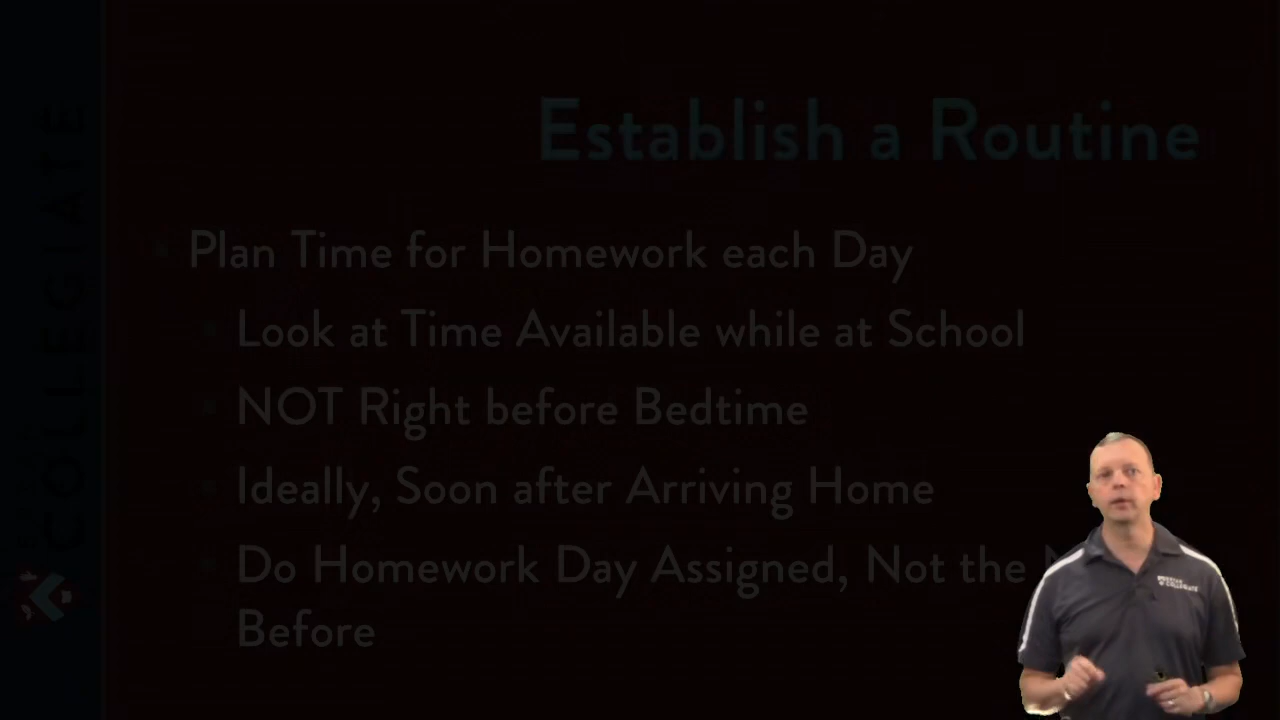 Establish a Routine
Plan Time for Homework each Day
Look at Time Available while at School
NOT Right before Bedtime
Ideally, Soon after Arriving Home
Do Homework Day Assigned, Not the
Before
COLLEGIATE
COLLEGIATE